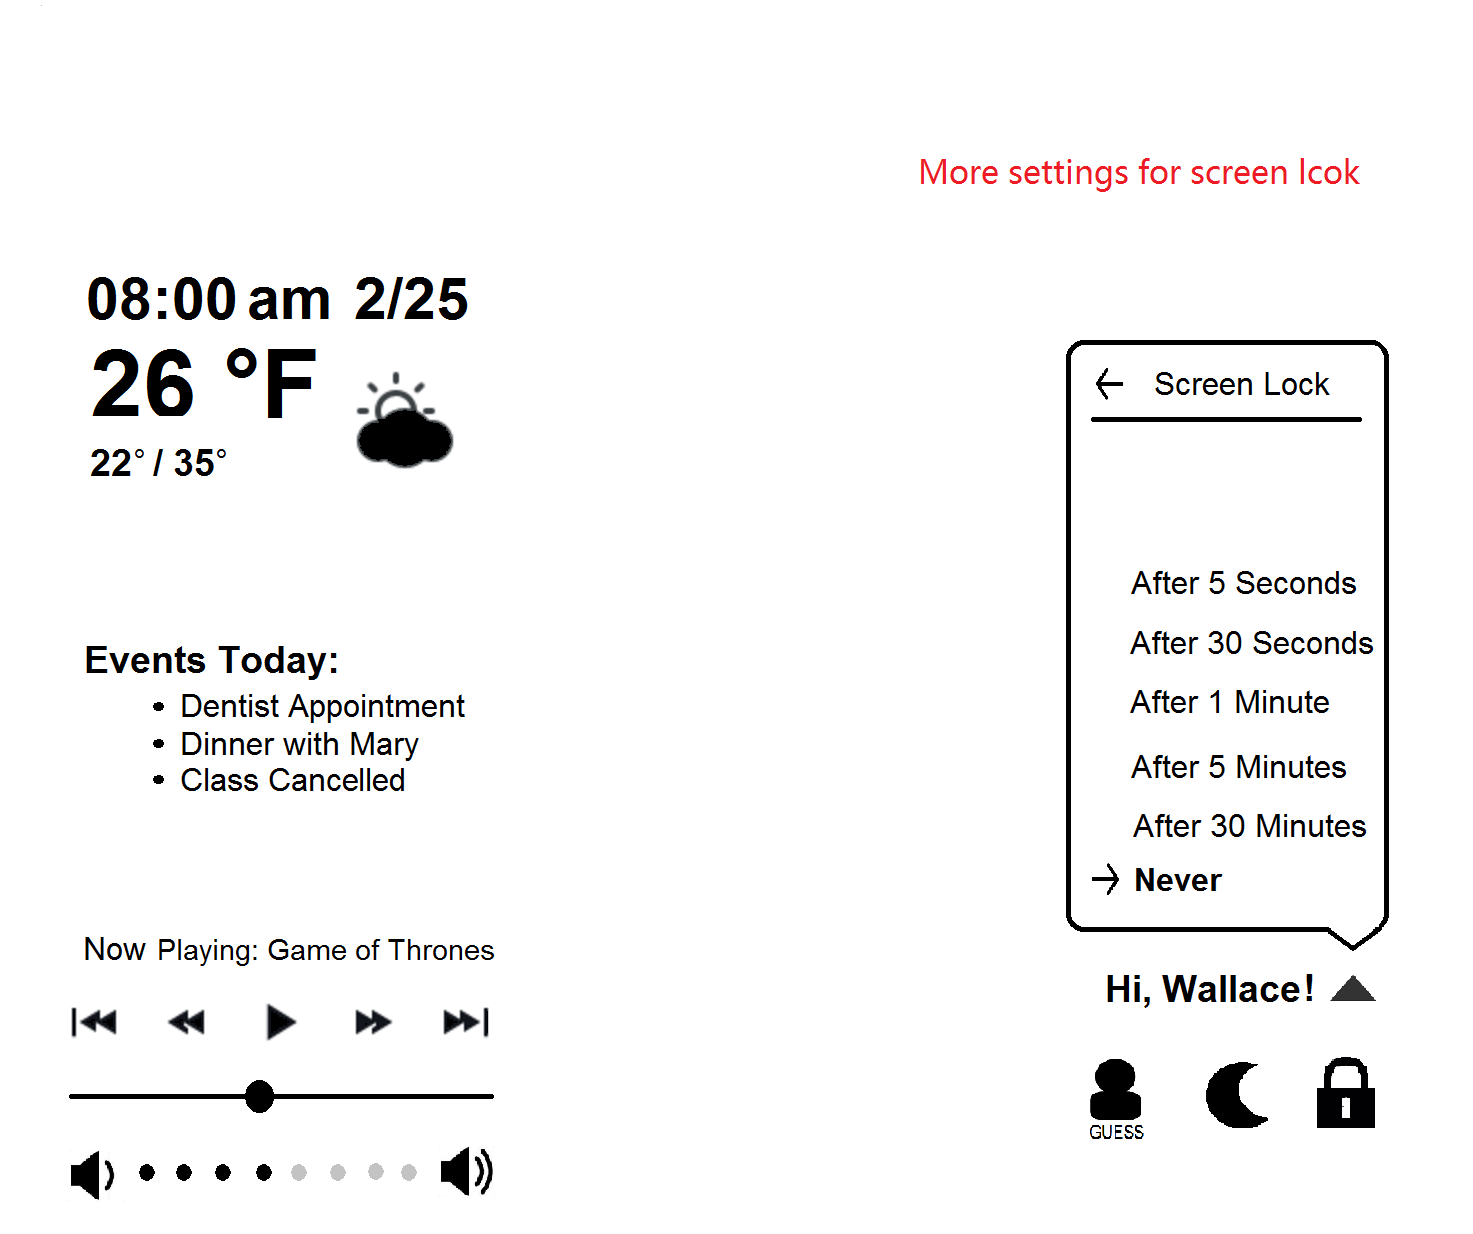 More settings for screen lcok
08:00 am 2/25
26 °F
22° / 35°
Events Today:
• Dentist Appointment
• Dinner with Mary
• Class Cancelled
Now Playing: Game of Thrones
← Screen Lock
After 5 Seconds
After 30 Seconds
After 1 Minute
After 5 Minutes
After 30 Minutes
→ Never
Hi, Wallace!
GUESS